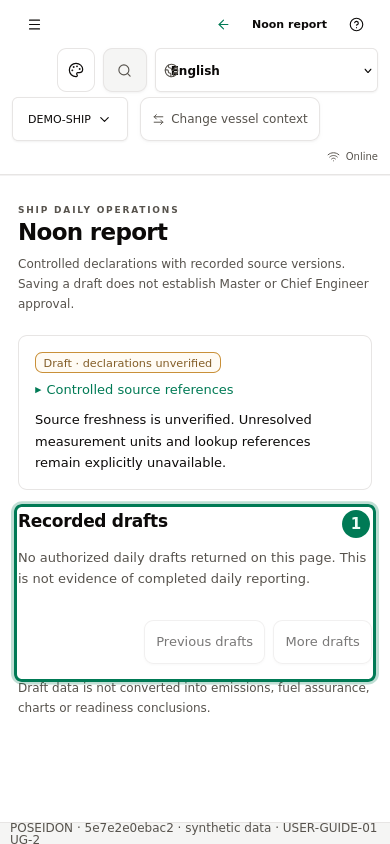 Noon report
English
DEMO-SHIP
Change vessel context
Online
SHIP DAILY OPERATIONS
Noon report
Controlled declarations with recorded source versions.
Saving a draft does not establish Master or Chief Engineer
approval.
Draft · declarations unverified
▸ Controlled source references
Source freshness is unverified. Unresolved
measurement units and lookup references
remain explicitly unavailable.
Recorded drafts
1
No authorized daily drafts returned on this page. This
is not evidence of completed daily reporting.
Previous drafts
More drafts
Draft data is not converted into emissions, fuel assurance,
charts or readiness conclusions.
POSEIDON · 5e7e2e0ebac2 · synthetic data · USER-GUIDE-01
UG-2